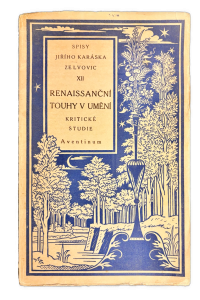 SPISY
JIŘÍHO KARÁSKA
ZE LVOVIC
XII
RENAISSANČNÍ
TOUHY V UMĚNÍ
KRITICKÉ
STUDIE
Aventinum